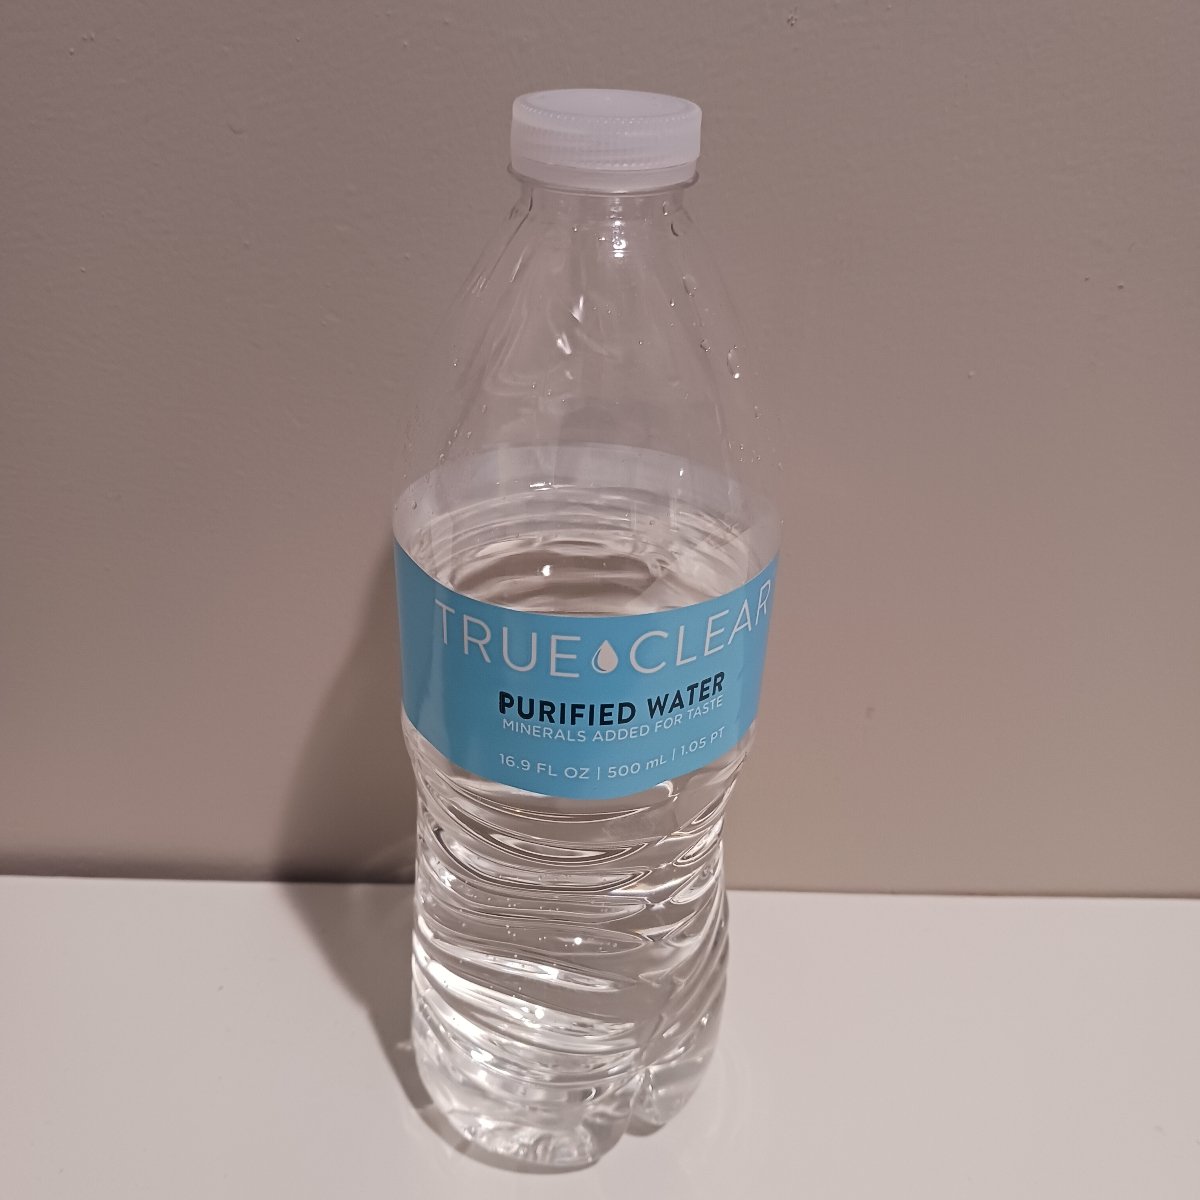 TRUE CLEAR
PURIFIED WATER
MINERALS ADDED FOR TASTE
16.9 FL OZ | 500 mL | 1.05 PT